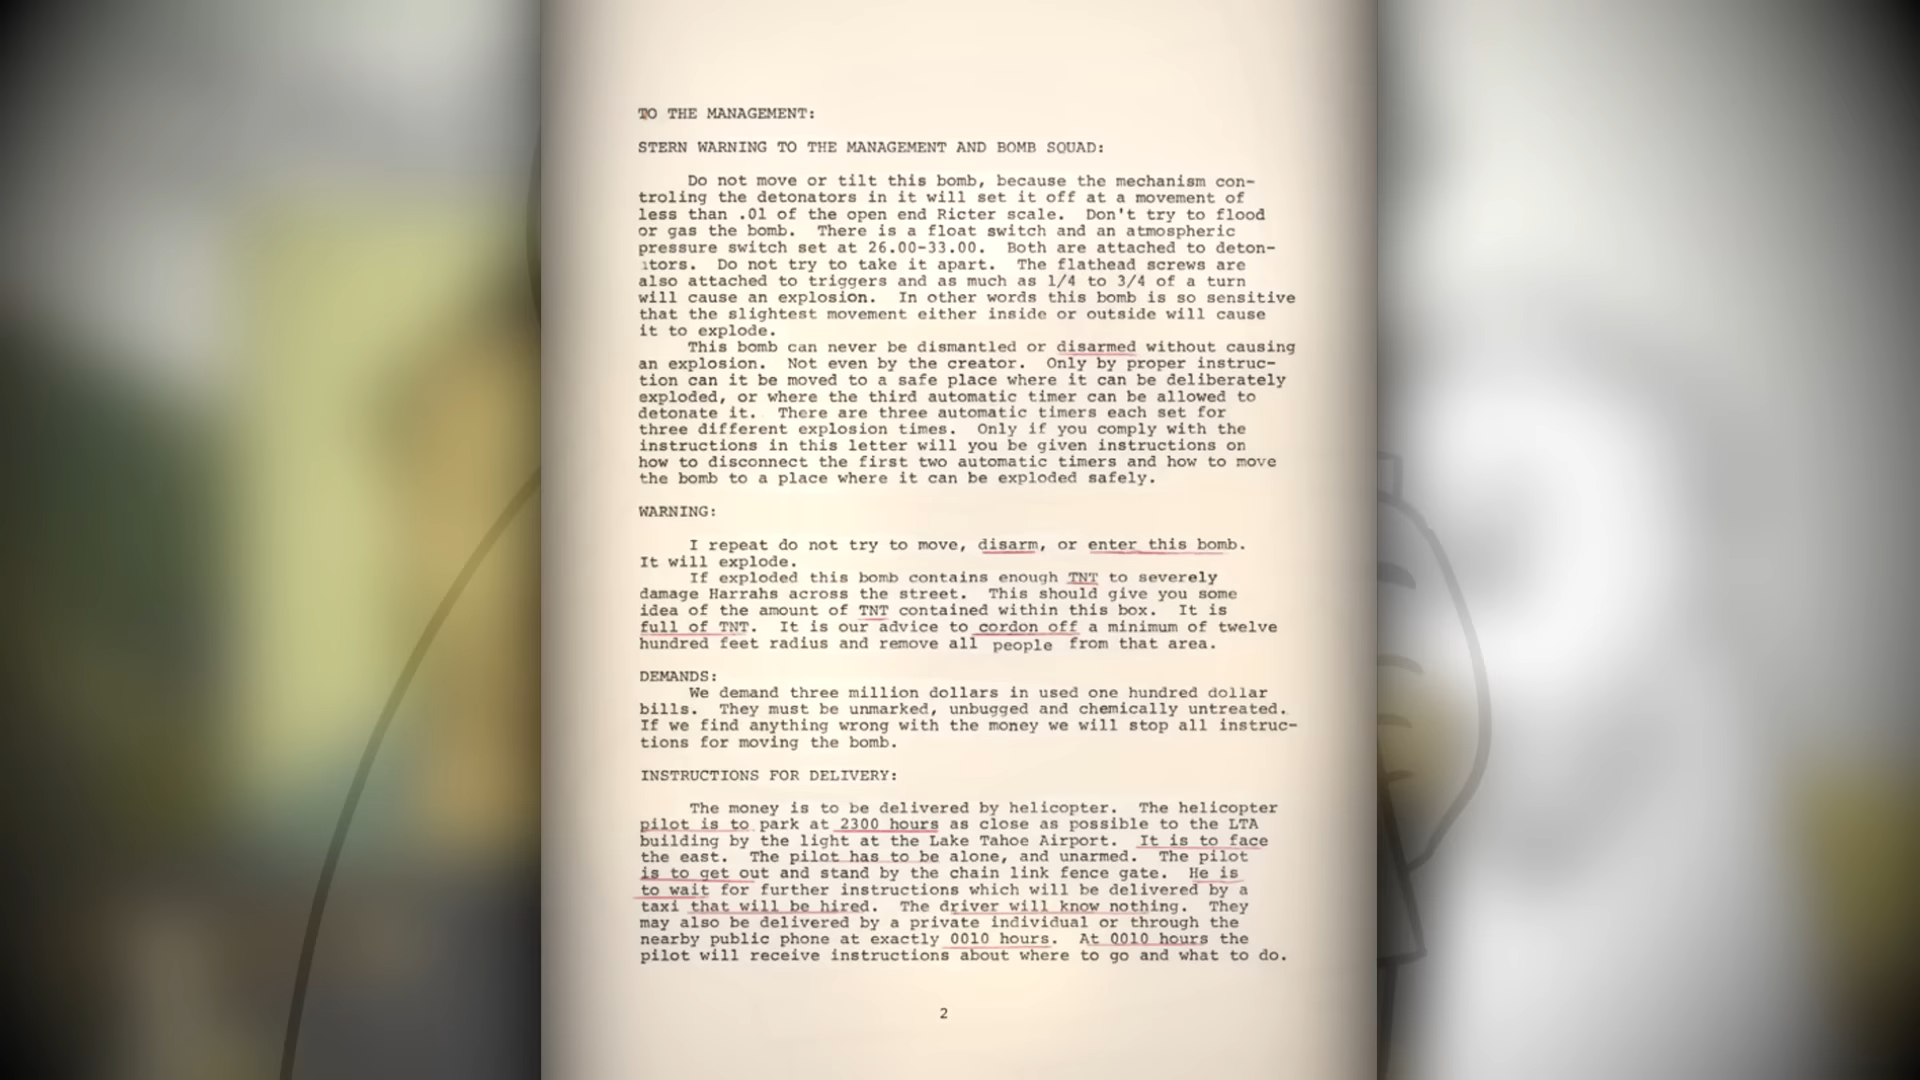 TO THE MANAGEMENT:
STERN WARNING TO THE MANAGEMENT AND BOMB SQUAD:
Do not move or tilt this bomb, because the mechanism con-
troling the detonators in it will set it off at a movement of
less than .01 of the open end Ricter scale. Don't try to flood
or gas the bomb. There is a float switch and an atmospheric
pressure switch set at 26.00-33.00. Both are attached to deton-
ators. Do not try to take it apart. The flathead screws are
also attached to triggers and as much as 1/4 to 3/4 of a turn
will cause an explosion. In other words this bomb is so sensitive
that the slightest movement either inside or outside will cause
it to explode.
This bomb can never be dismantled or disarmed without causing
an explosion. Not even by the creator. Only by proper instruc-
tion can it be moved to a safe place where it can be deliberately
exploded, or where the third automatic timer can be allowed to
detonate it. There are three automatic timers each set for
three different explosion times. Only if you comply with the
instructions in this letter will you be given instructions on
how to disconnect the first two automatic timers and how to move
the bomb to a place where it can be exploded safely.
WARNING:
I repeat do not try to move, disarm, or enter this bomb.
It will explode.
If exploded this bomb contains enough TNT to severely
damage Harrahs across the street. This should give you some
idea of the amount of TNT contained within this box. It is
full of TNT. It is our advice to cordon off a minimum of twelve
hundred feet radius and remove all people from that area.
DEMANDS:
We demand three million dollars in used one hundred dollar
bills. They must be unmarked, unbugged and chemically untreated.
If we find anything wrong with the money we will stop all instruc-
tions for moving the bomb.
INSTRUCTIONS FOR DELIVERY:
The money is to be delivered by helicopter. The helicopter
pilot is to park at 2300 hours as close as possible to the LTA
building by the light at the Lake Tahoe Airport. It is to face
the east. The pilot has to be alone, and unarmed. The pilot
is to get out and stand by the chain link fence gate. He is
to wait for further instructions which will be delivered by a
taxi that will be hired. The driver will know nothing. They
may also be delivered by a private individual or through the
nearby public phone at exactly 0010 hours. At 0010 hours the
pilot will receive instructions about where to go and what to do.
2